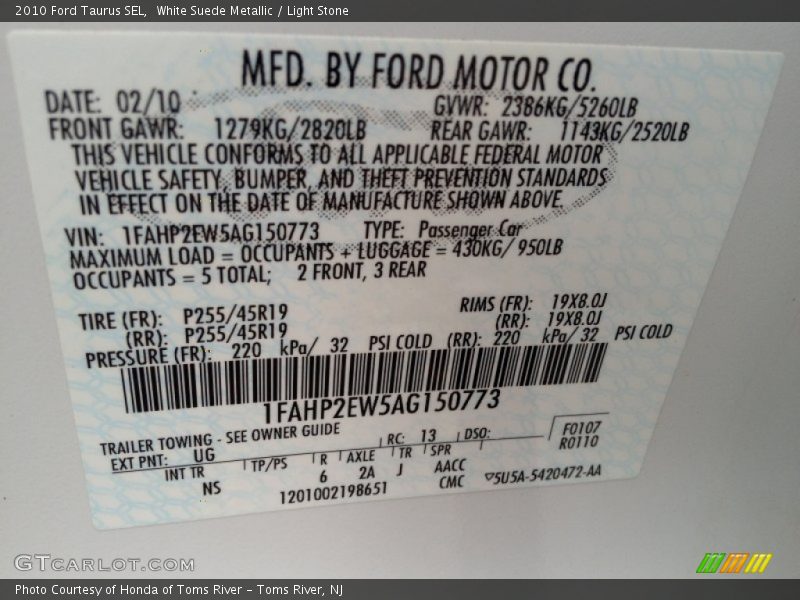 2010 Ford Taurus SEL,  White Suede Metallic / Light Stone
MFD. BY FORD MOTOR CO.
DATE: 02/10 GVWR: 2386KG/5260LB
FRONT GAWR: 1279KG/2820LB REAR GAWR: 1143KG/2520LB
THIS VEHICLE CONFORMS TO ALL APPLICABLE FEDERAL MOTOR
VEHICLE SAFETY, BUMPER, AND THEFT PREVENTION STANDARDS
IN EFFECT ON THE DATE OF MANUFACTURE SHOWN ABOVE.
VIN: 1FAHP2EW5AG150773 TYPE: Passenger Car
MAXIMUM LOAD = OCCUPANTS + LUGGAGE = 430KG/ 950LB
OCCUPANTS = 5 TOTAL; 2 FRONT, 3 REAR
TIRE (FR): P255/45R19 RIMS (FR): 19X8.0J
(RR): P255/45R19 (RR): 19X8.0J
PRESSURE (FR): 220 kPa/ 32 PSI COLD (RR): 220 kPa/ 32 PSI COLD
1FAHP2EW5AG150773
TRAILER TOWING - SEE OWNER GUIDE RC: 13 DSO: F0107
EXT PNT: UG R0110
INT TR TP/PS R AXLE TR SPR
NS 6 2A J AACC
1201002198651 CMC 5U5A-5420472-AA
GTCARLOT.COM
Photo Courtesy of Honda of Toms River – Toms River, NJ